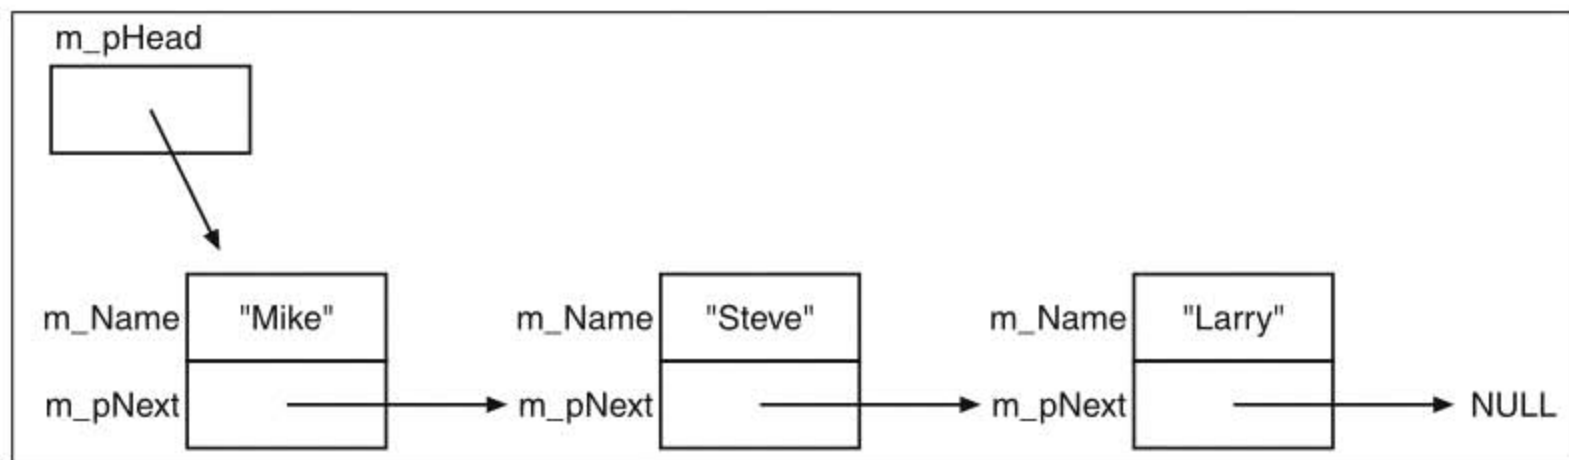 m_pHead
m_Name "Mike" m_Name "Steve" m_Name "Larry"
m_pNext m_pNext m_pNext NULL